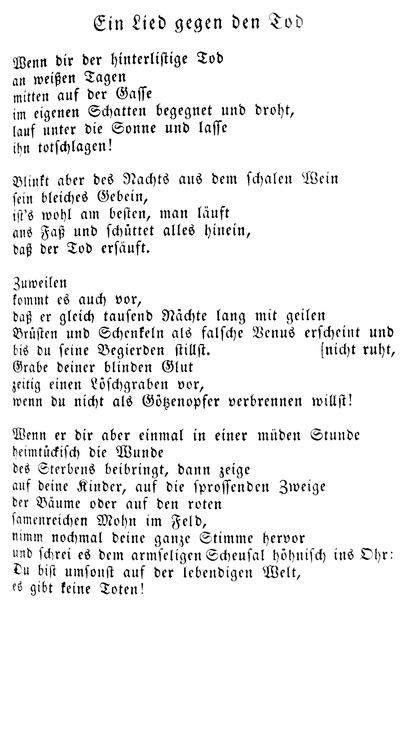 Ein Lied gegen den Tod
Wenn dir der hinterlistige Tod
an weißen Tagen
mitten auf der Gasse
im eigenen Schatten begegnet und droht,
lauf unter die Sonne und lasse
ihn totschlagen!
Blinkt aber des Nachts aus dem schalen Wein
sein bleiches Gebein,
ist's wohl am besten, man läuft
ans Faß und schüttet alles hinein,
daß der Tod ersäuft.
Zuweilen
kommt es auch vor,
daß er gleich tausend Nächte lang mit geilen
Brüsten und Schenkeln als falsche Venus erscheint und
bis du seine Begierden stillst. [nicht ruht,
Grabe deiner blinden Glut
zeitig einen Löschgraben vor,
wenn du nicht als Götzenopfer verbrennen willst!
Wenn er dir aber einmal in einer müden Stunde
heimtückisch die Wunde
des Sterbens beibringt, dann zeige
auf deine Kinder, auf die sprossenden Zweige
der Bäume oder auf den roten
samenreichen Mohn im Feld,
nimm nochmal deine ganze Stimme hervor
und schrei es dem armseligen Scheusal höhnisch ins Ohr:
Du bist umsonst auf der lebendigen Welt,
es gibt keine Toten!